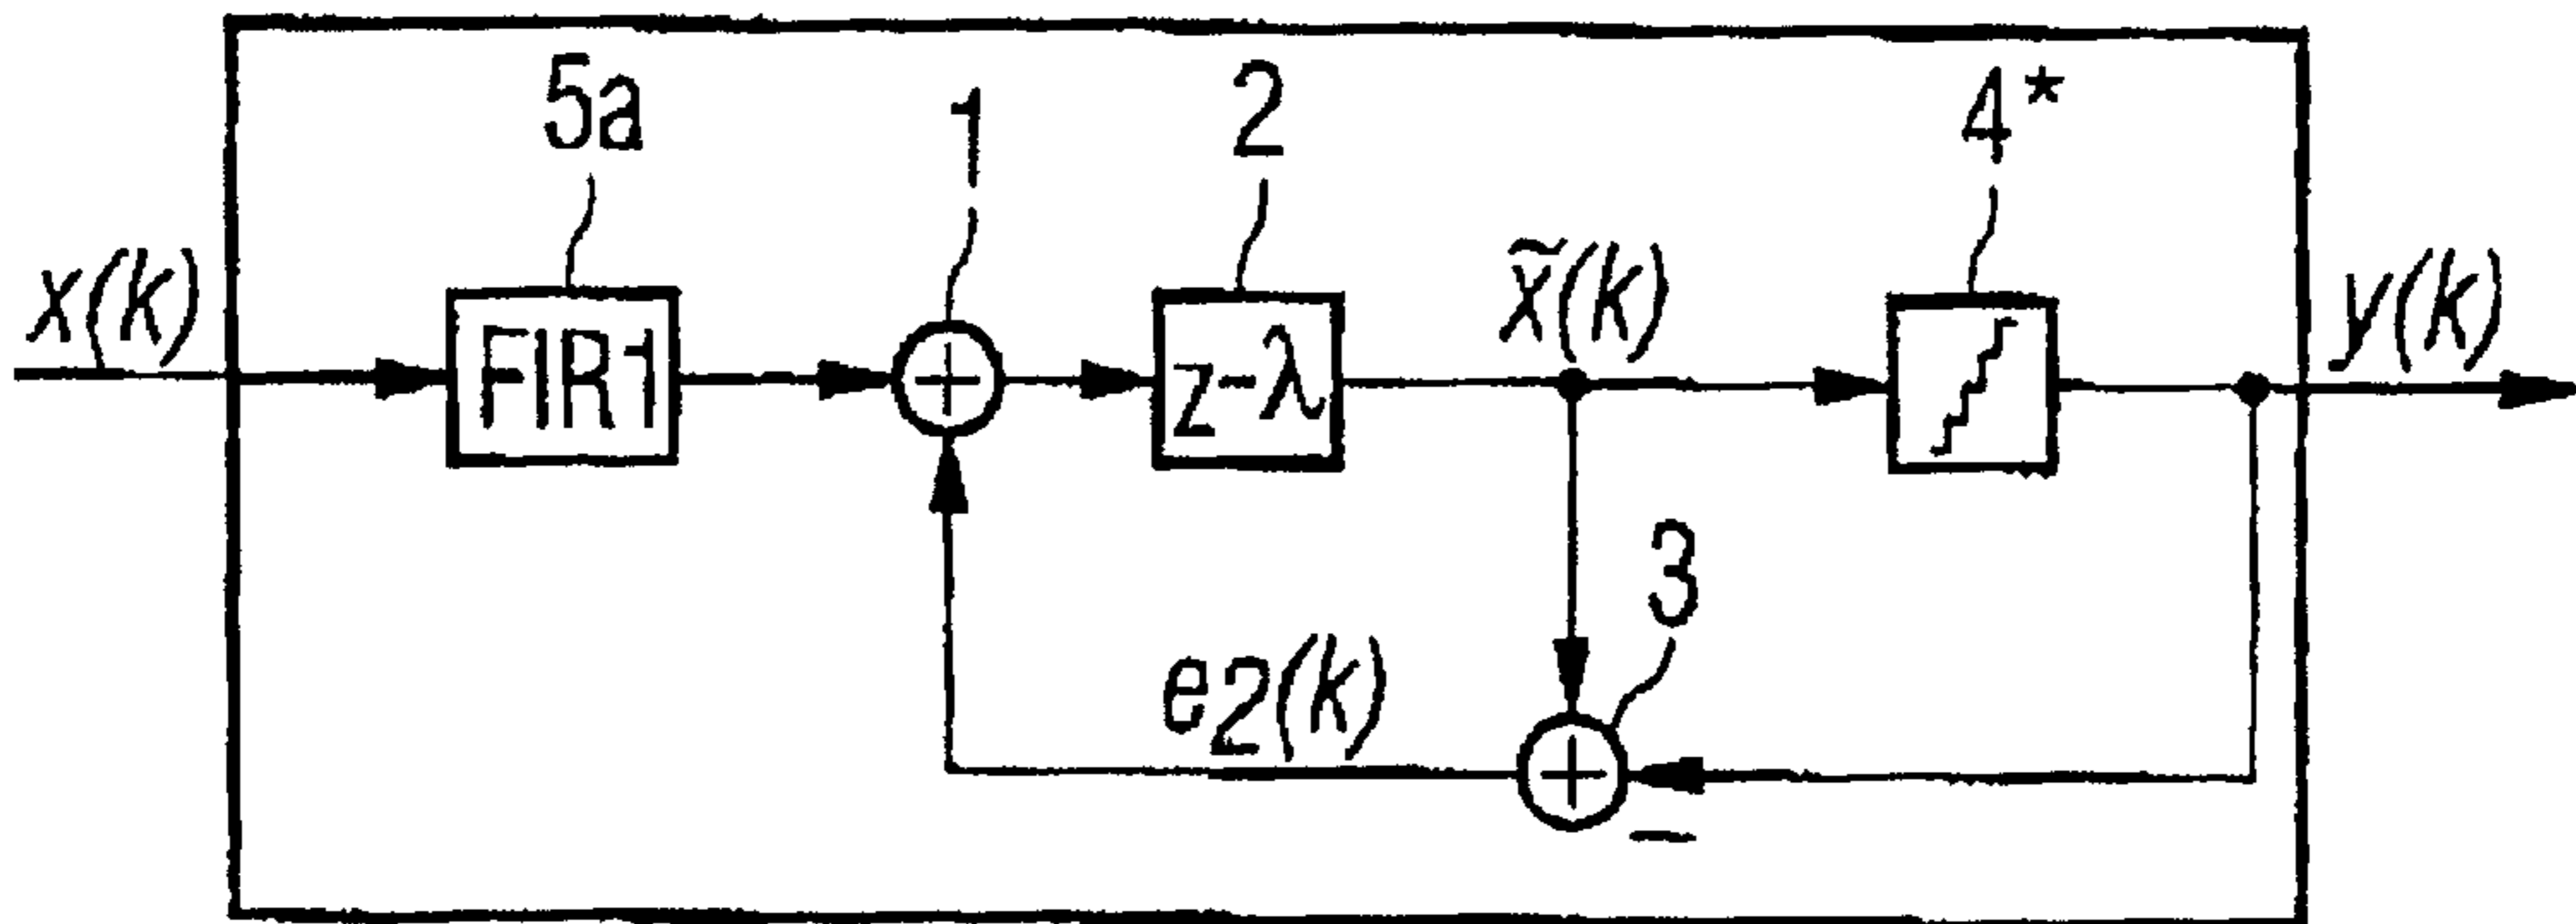 5a
1
2
4*
x(k)
FIR1
+
z-λ
x̃(k)
y(k)
3
e2(k)
+
−